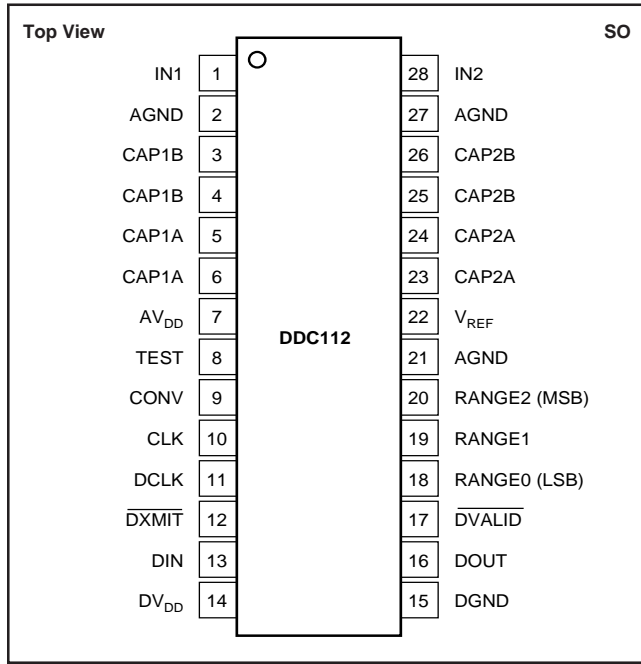 Top View SO
IN1 1 28 IN2
AGND 2 27 AGND
CAP1B 3 26 CAP2B
CAP1B 4 25 CAP2B
CAP1A 5 24 CAP2A
CAP1A 6 23 CAP2A
AVDD 7 22 VREF
DDC112
TEST 8 21 AGND
CONV 9 20 RANGE2 (MSB)
CLK 10 19 RANGE1
DCLK 11 18 RANGE0 (LSB)
DXMIT 12 17 DVALID
DIN 13 16 DOUT
DVDD 14 15 DGND